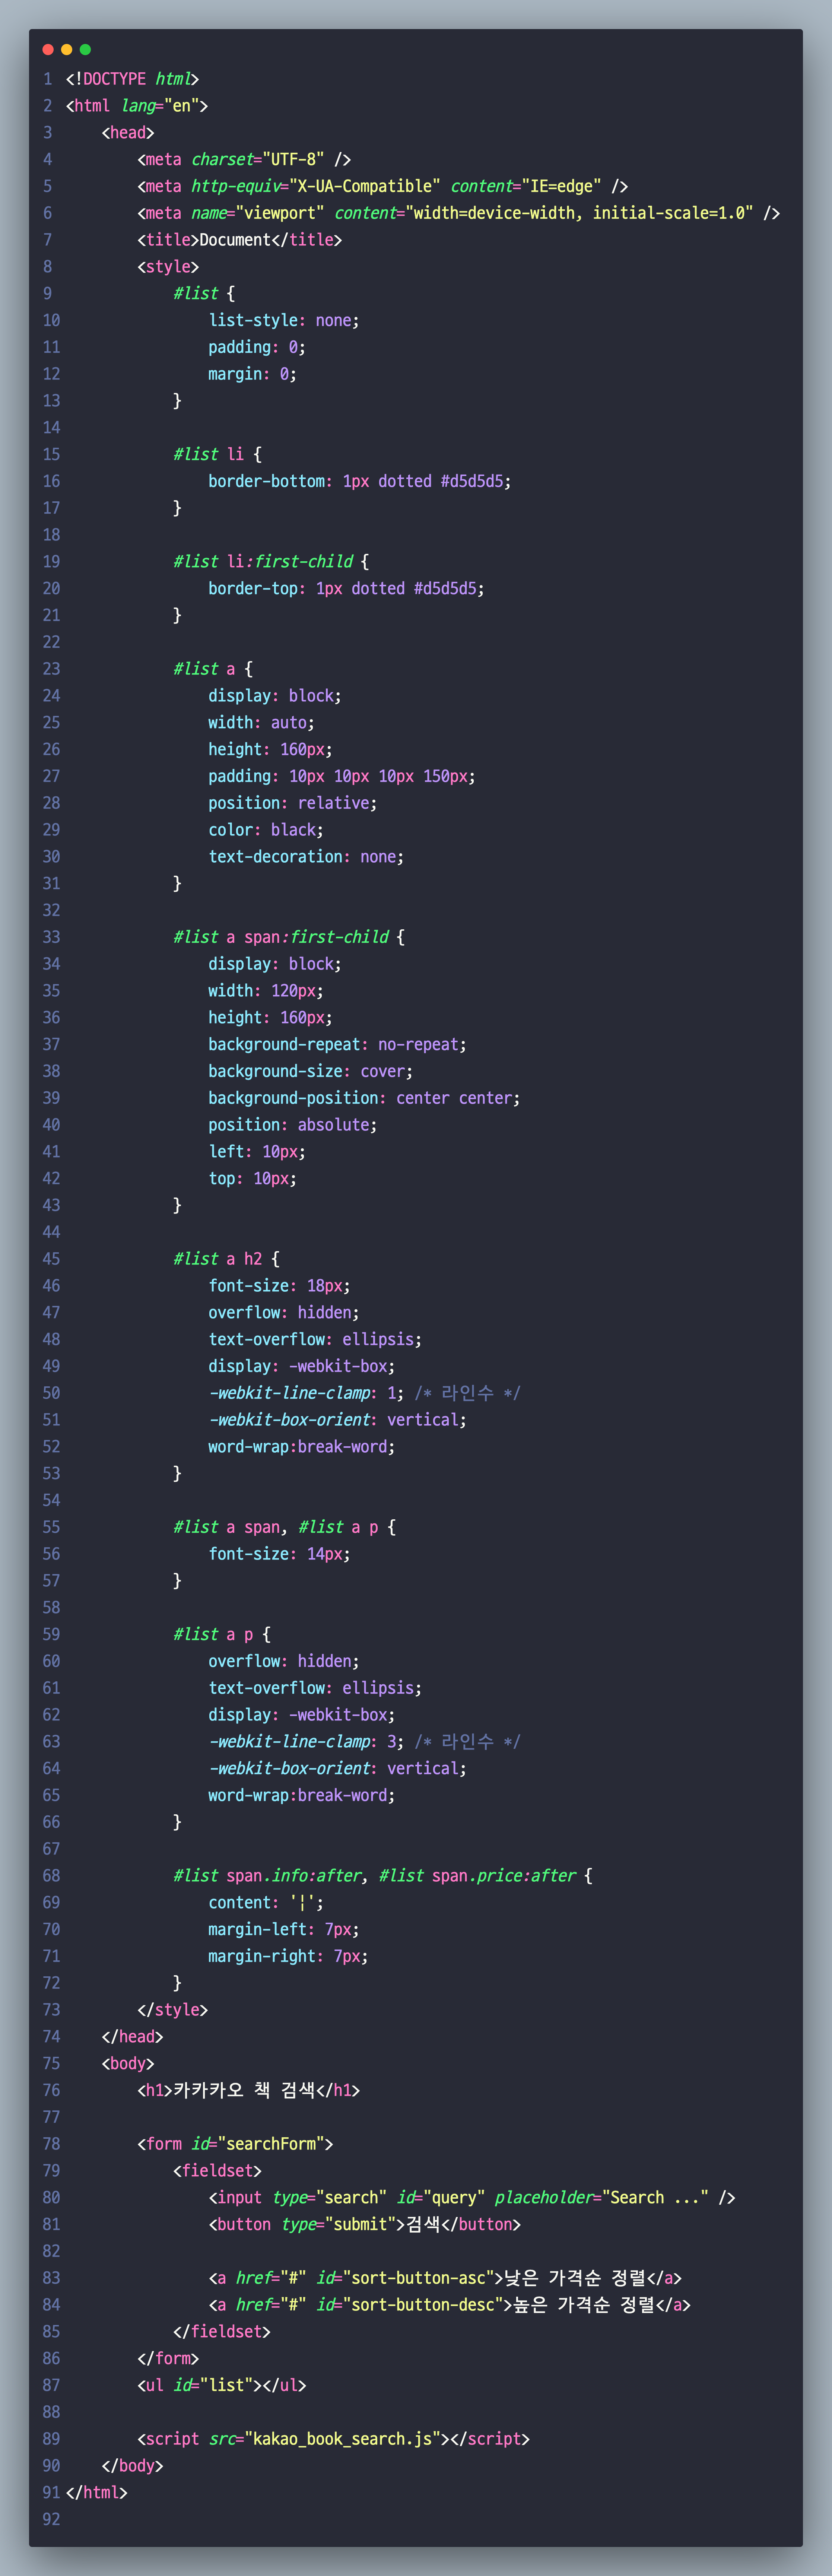 1 <!DOCTYPE html>
2 <html lang="en">
3     <head>
4         <meta charset="UTF-8" />
5         <meta http-equiv="X-UA-Compatible" content="IE=edge" />
6         <meta name="viewport" content="width=device-width, initial-scale=1.0" />
7         <title>Document</title>
8         <style>
9             #list {
10                 list-style: none;
11                 padding: 0;
12                 margin: 0;
13             }
14
15             #list li {
16                 border-bottom: 1px dotted #d5d5d5;
17             }
18
19             #list li:first-child {
20                 border-top: 1px dotted #d5d5d5;
21             }
22
23             #list a {
24                 display: block;
25                 width: auto;
26                 height: 160px;
27                 padding: 10px 10px 10px 150px;
28                 position: relative;
29                 color: black;
30                 text-decoration: none;
31             }
32
33             #list a span:first-child {
34                 display: block;
35                 width: 120px;
36                 height: 160px;
37                 background-repeat: no-repeat;
38                 background-size: cover;
39                 background-position: center center;
40                 position: absolute;
41                 left: 10px;
42                 top: 10px;
43             }
44
45             #list a h2 {
46                 font-size: 18px;
47                 overflow: hidden;
48                 text-overflow: ellipsis;
49                 display: -webkit-box;
50                 -webkit-line-clamp: 1; /* 라인수 */
51                 -webkit-box-orient: vertical;
52                 word-wrap:break-word;
53             }
54
55             #list a span, #list a p {
56                 font-size: 14px;
57             }
58
59             #list a p {
60                 overflow: hidden;
61                 text-overflow: ellipsis;
62                 display: -webkit-box;
63                 -webkit-line-clamp: 3; /* 라인수 */
64                 -webkit-box-orient: vertical;
65                 word-wrap:break-word;
66             }
67
68             #list span.info:after, #list span.price:after {
69                 content: '¦';
70                 margin-left: 7px;
71                 margin-right: 7px;
72             }
73         </style>
74     </head>
75     <body>
76         <h1>카카카오 책 검색</h1>
77
78         <form id="searchForm">
79             <fieldset>
80                 <input type="search" id="query" placeholder="Search ..." />
81                 <button type="submit">검색</button>
82
83                 <a href="#" id="sort-button-asc">낮은 가격순 정렬</a>
84                 <a href="#" id="sort-button-desc">높은 가격순 정렬</a>
85             </fieldset>
86         </form>
87         <ul id="list"></ul>
88
89         <script src="kakao_book_search.js"></script>
90     </body>
91 </html>
92